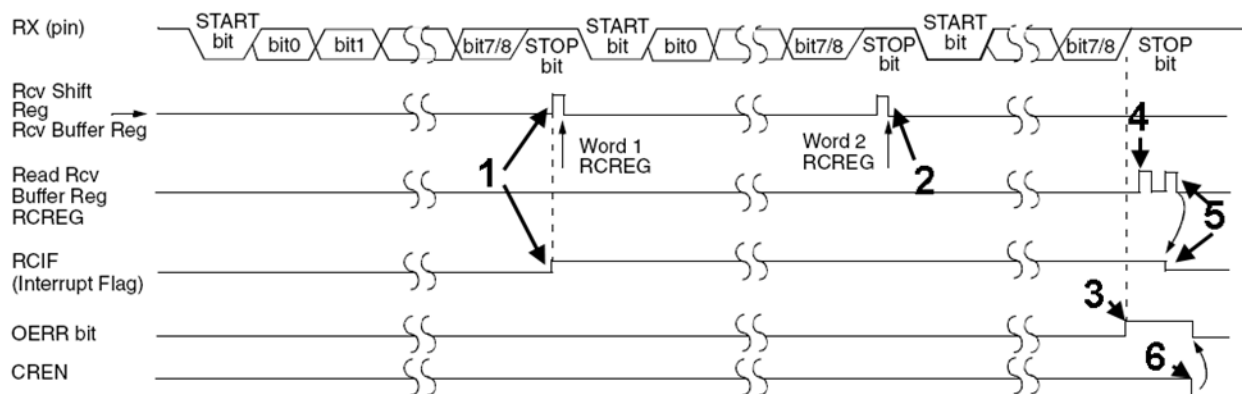 RX (pin)
START
bit
bit0
bit1
bit7/8
STOP
bit
START
bit
bit0
bit7/8
STOP
bit
START
bit
bit7/8
STOP
bit
Rcv Shift
Reg
Rcv Buffer Reg
1
Word 1
RCREG
Word 2
RCREG
2
4
Read Rcv
Buffer Reg
RCREG
5
RCIF
(Interrupt Flag)
3
OERR bit
6
CREN